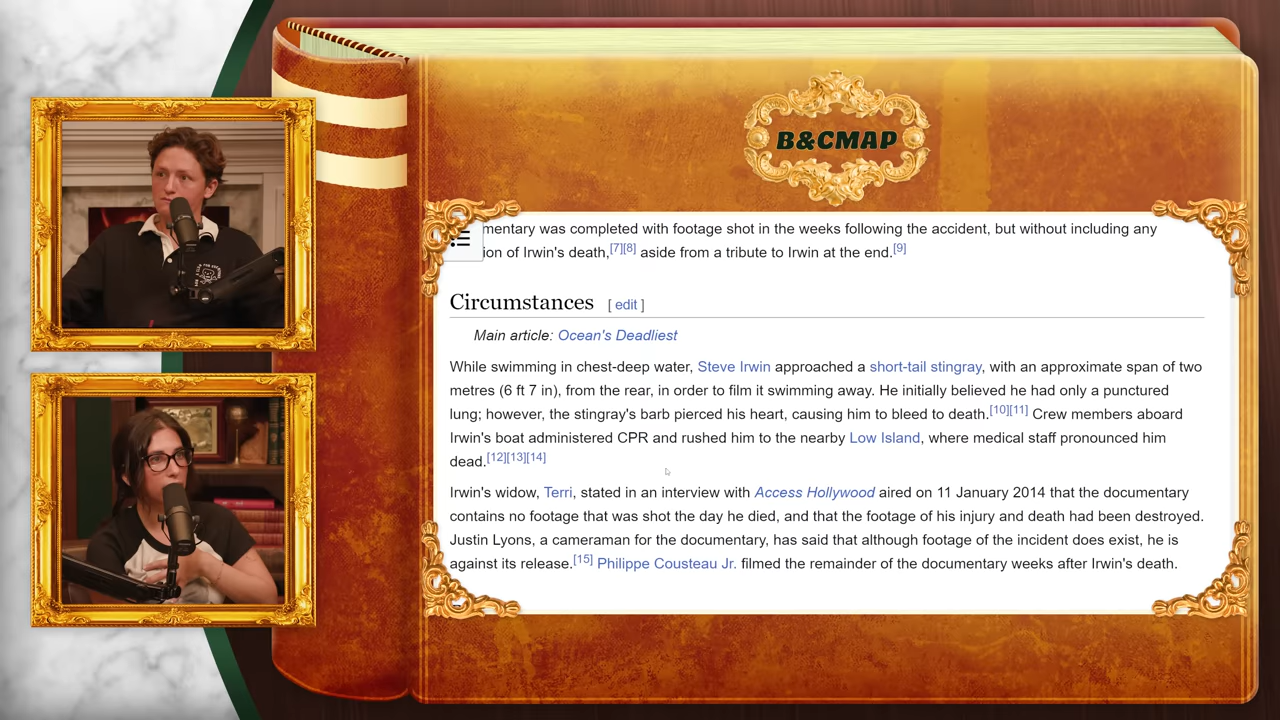 B&CMAP
mentary was completed with footage shot in the weeks following the accident, but without including any
ion of Irwin's death,[7][8] aside from a tribute to Irwin at the end.[9]
Circumstances [ edit ]
Main article: Ocean's Deadliest
While swimming in chest-deep water, Steve Irwin approached a short-tail stingray, with an approximate span of two
metres (6 ft 7 in), from the rear, in order to film it swimming away. He initially believed he had only a punctured
lung; however, the stingray's barb pierced his heart, causing him to bleed to death.[10][11] Crew members aboard
Irwin's boat administered CPR and rushed him to the nearby Low Island, where medical staff pronounced him
dead.[12][13][14]
Irwin's widow, Terri, stated in an interview with Access Hollywood aired on 11 January 2014 that the documentary
contains no footage that was shot the day he died, and that the footage of his injury and death had been destroyed.
Justin Lyons, a cameraman for the documentary, has said that although footage of the incident does exist, he is
against its release.[15] Philippe Cousteau Jr. filmed the remainder of the documentary weeks after Irwin's death.